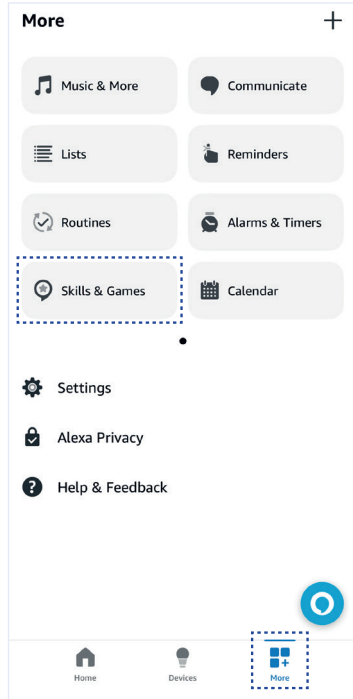 More
Music & More
Communicate
Lists
Reminders
Routines
Alarms & Timers
Skills & Games
Calendar
Settings
Alexa Privacy
Help & Feedback
Home
Devices
More